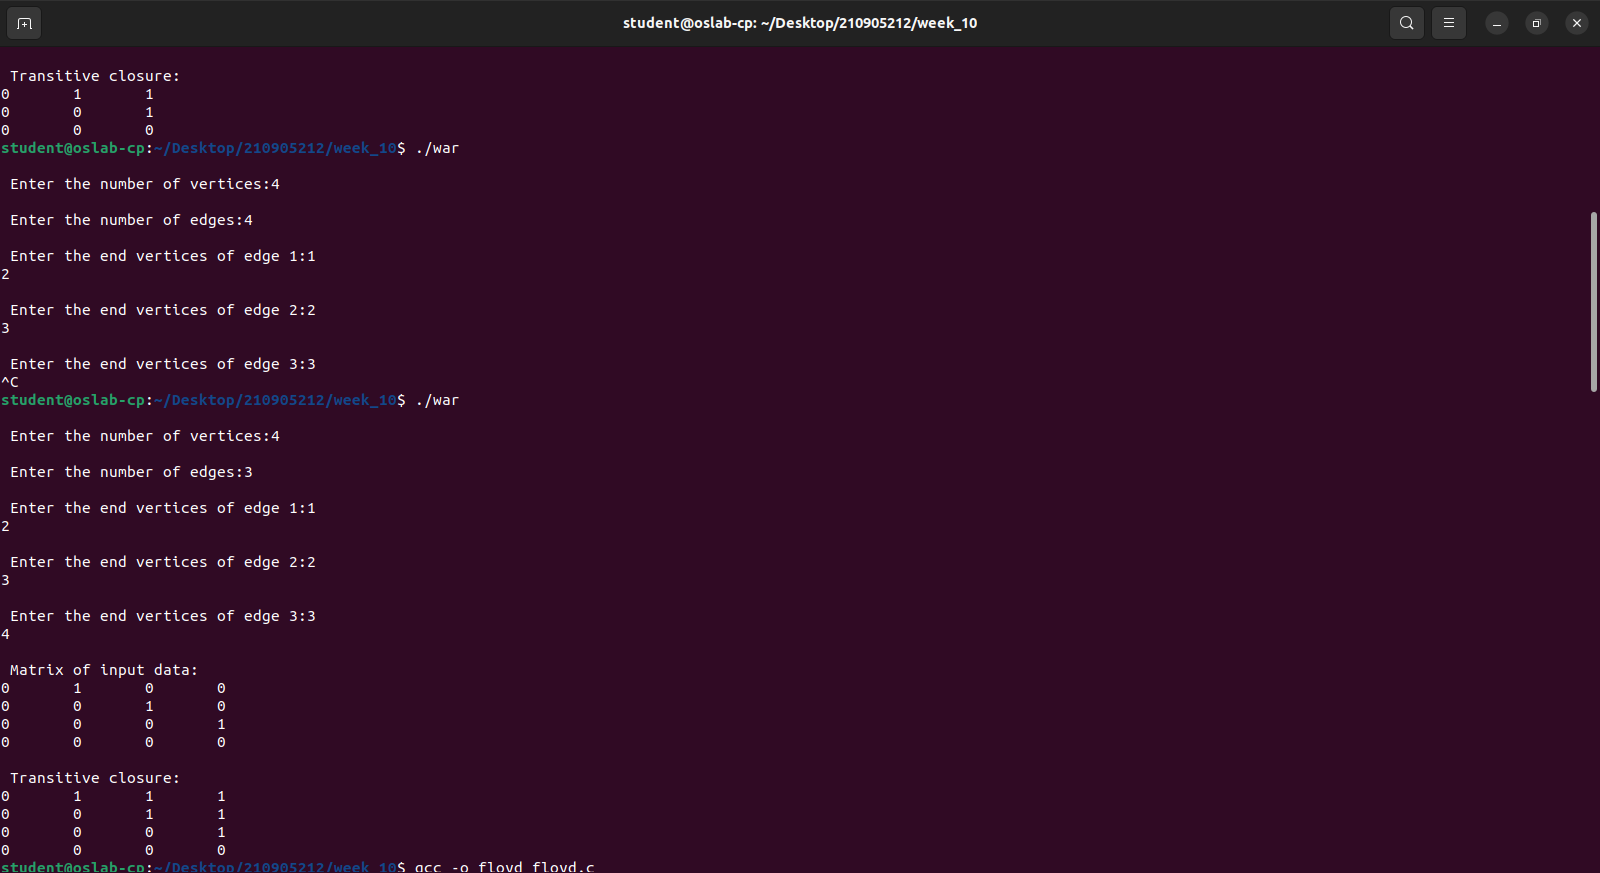 student@oslab-cp: ~/Desktop/210905212/week_10
Transitive closure:
0 1 1
0 0 1
0 0 0
student@oslab-cp:~/Desktop/210905212/week_10$ ./war
Enter the number of vertices:4
Enter the number of edges:4
Enter the end vertices of edge 1:1
2
Enter the end vertices of edge 2:2
3
Enter the end vertices of edge 3:3
^C
student@oslab-cp:~/Desktop/210905212/week_10$ ./war
Enter the number of vertices:4
Enter the number of edges:3
Enter the end vertices of edge 1:1
2
Enter the end vertices of edge 2:2
3
Enter the end vertices of edge 3:3
4
Matrix of input data:
0 1 0 0
0 0 1 0
0 0 0 1
0 0 0 0
Transitive closure:
0 1 1 1
0 0 1 1
0 0 0 1
0 0 0 0
student@oslab-cp:~/Desktop/210905212/week_10$ gcc -o floyd floyd.c